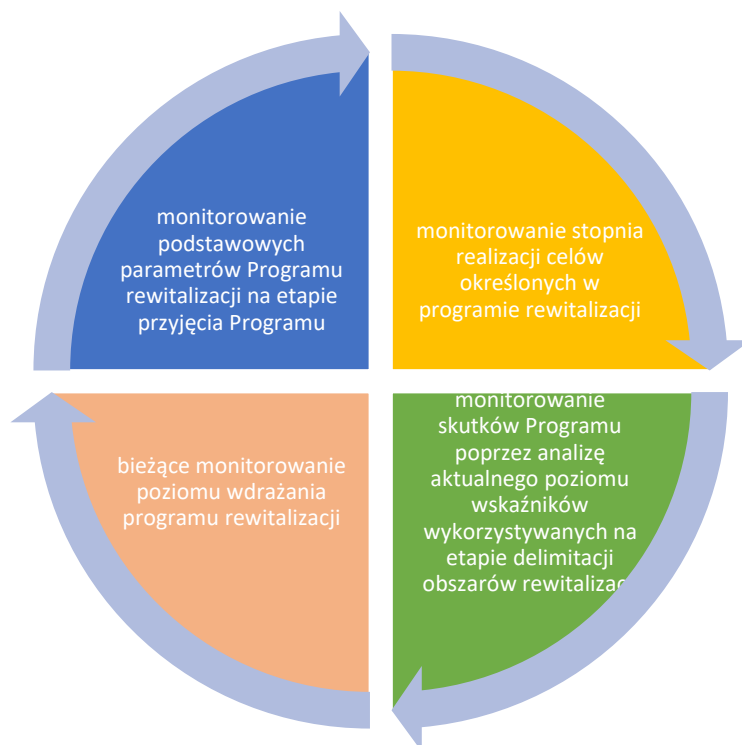 monitorowanie
podstawowych
parametrów Programu
rewitalizacji na etapie
przyjęcia Programu
monitorowanie stopnia
realizacji celów
określonych w
programie rewitalizacji
bieżące monitorowanie
poziomu wdrażania
programu rewitalizacji
monitorowanie
skutków Programu
poprzez analizę
aktualnego poziomu
wskaźników
wykorzystywanych na
etapie delimitacji
obszarów